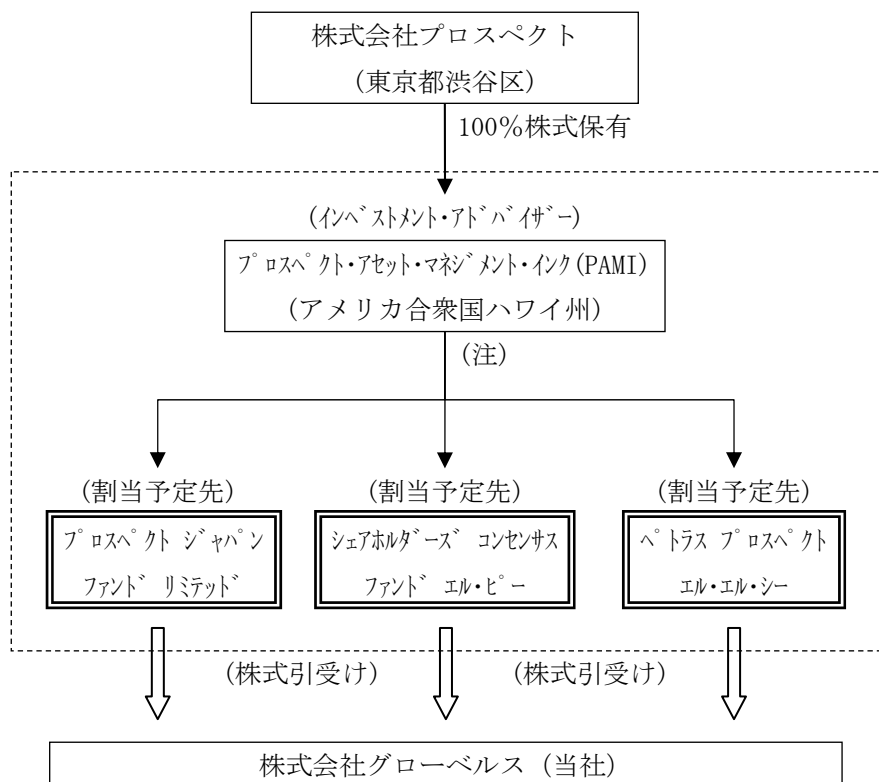 株式会社プロスペクト
(東京都渋谷区)
100%株式保有
(ｲﾝﾍﾞｽﾄﾒﾝﾄ・ｱﾄﾞﾊﾞｲｻﾞｰ)
ﾌﾟﾛｽﾍﾟｸﾄ・ｱｾｯﾄ・ﾏﾈｼﾞﾒﾝﾄ・ｲﾝｸ(PAMI)
(アメリカ合衆国ハワイ州)
(注)
(割当予定先) (割当予定先) (割当予定先)
ﾌﾟﾛｽﾍﾟｸﾄ ｼﾞｬﾊﾟﾝ
ﾌｧﾝﾄﾞ ﾘﾐﾃｯﾄﾞ
ｼｪｱﾎﾙﾀﾞｰｽﾞ ｺﾝｾﾝｻｽ
ﾌｧﾝﾄﾞ ｴﾙ・ﾋﾟｰ
ﾍﾟﾄﾗｽ ﾌﾟﾛｽﾍﾟｸﾄ
ｴﾙ・ｴﾙ・ｼｰ
(株式引受け) (株式引受け)
株式会社グローベルス (当社)